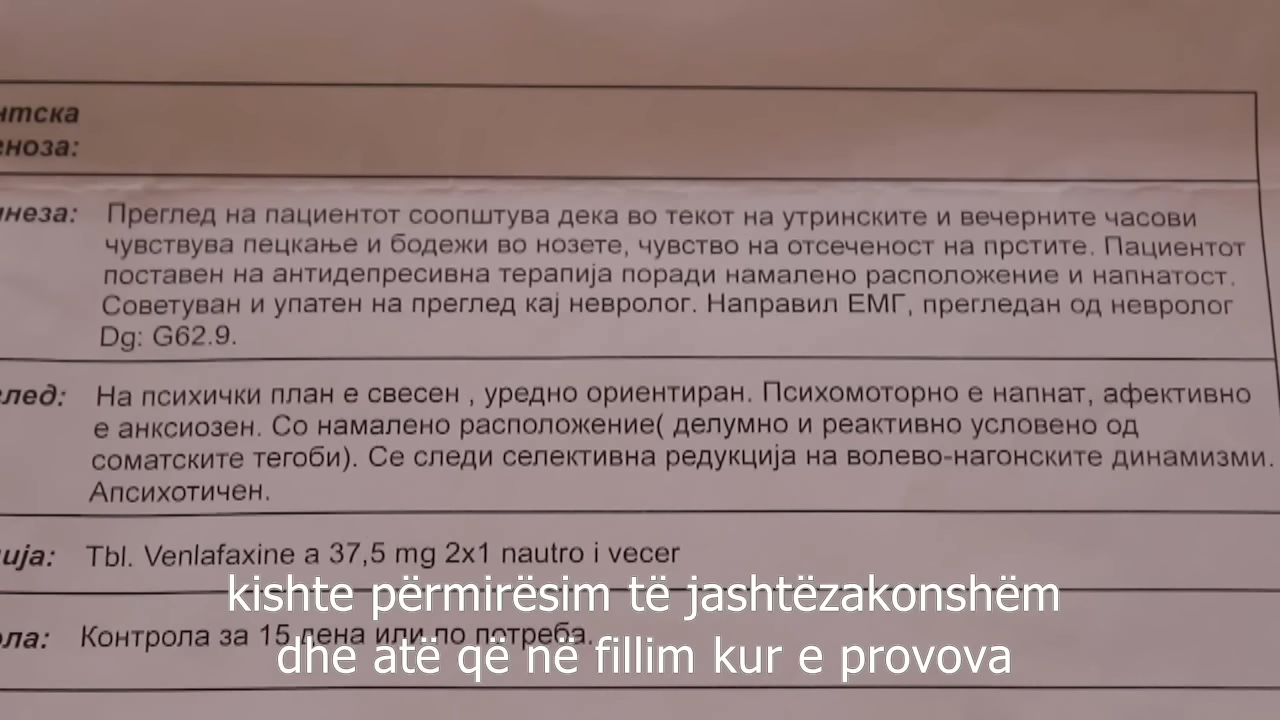 нтска
еноза:
неза: Преглед на пациентот соопштува дека во текот на утринските и вечерните часови
чувствува пецкање и бодежи во нозете, чувство на отсеченост на прстите. Пациентот
поставен на антидепресивна терапија поради намалено расположение и напнатост.
Советуван и упатен на преглед кај невролог. Направил ЕМГ, прегледан од невролог
Dg: G62.9.
лед: На психички план е свесен , уредно ориентиран. Психомоторно е напнат, афективно
е анксиозен. Со намалено расположение( делумно и реактивно условено од
соматските тегоби). Се следи селективна редукција на волево-нагонските динамизми.
Апсихотичен.
ија: Tbl. Venlafaxine a 37,5 mg 2x1 nautro i vecer
kishte përmirësim të jashtëzakonshëm
ла: Контрола за 15 дена или по потреба.
dhe atë që në fillim kur e provova